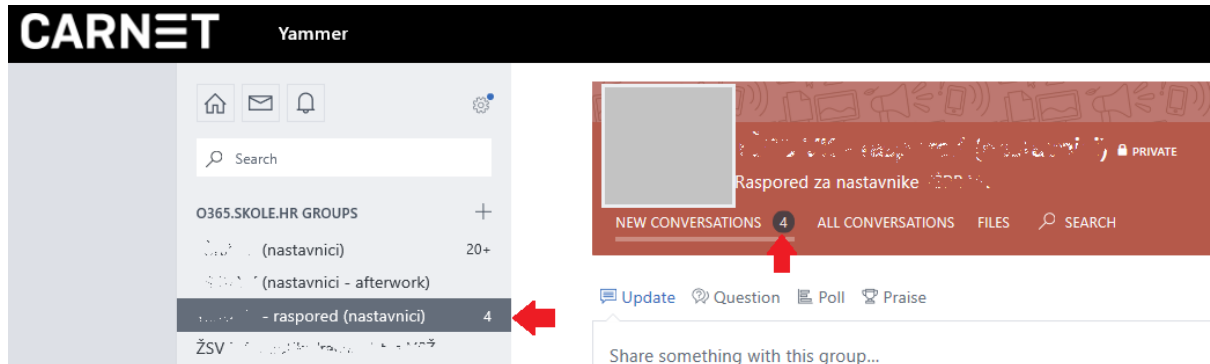 CARNET Yammer
Search
O365.SKOLE.HR GROUPS
(nastavnici) 20+
(nastavnici - afterwork)
- raspored (nastavnici) 4
ŽSV
PRIVATE
Raspored za nastavnike
NEW CONVERSATIONS 4 ALL CONVERSATIONS FILES SEARCH
Update Question Poll Praise
Share something with this group...